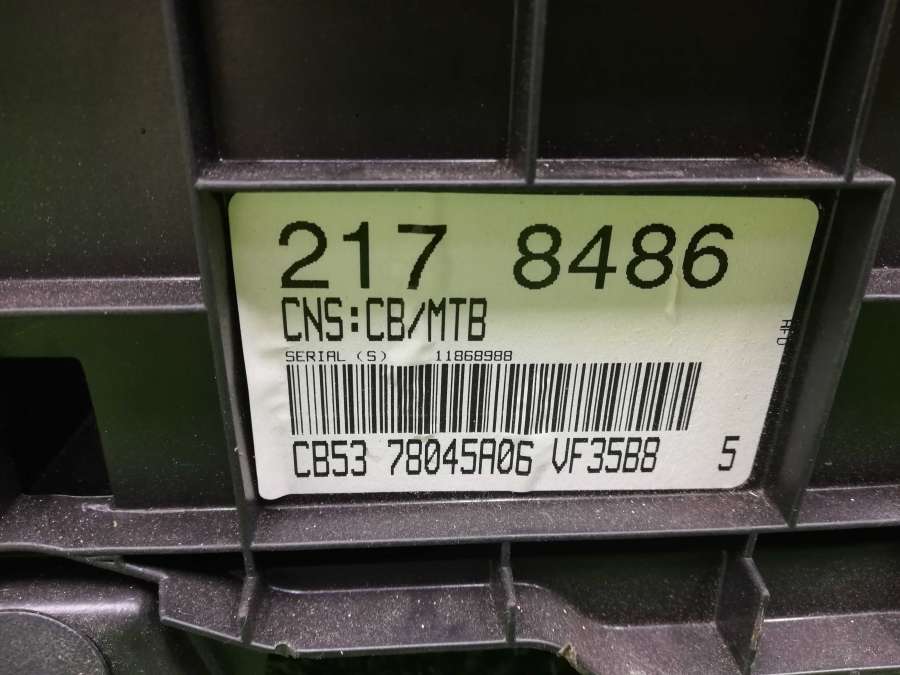 217 8486
CNS:CB/MTB
SERIAL (S) 11868988
CB53 78045A06 VF35B8 5